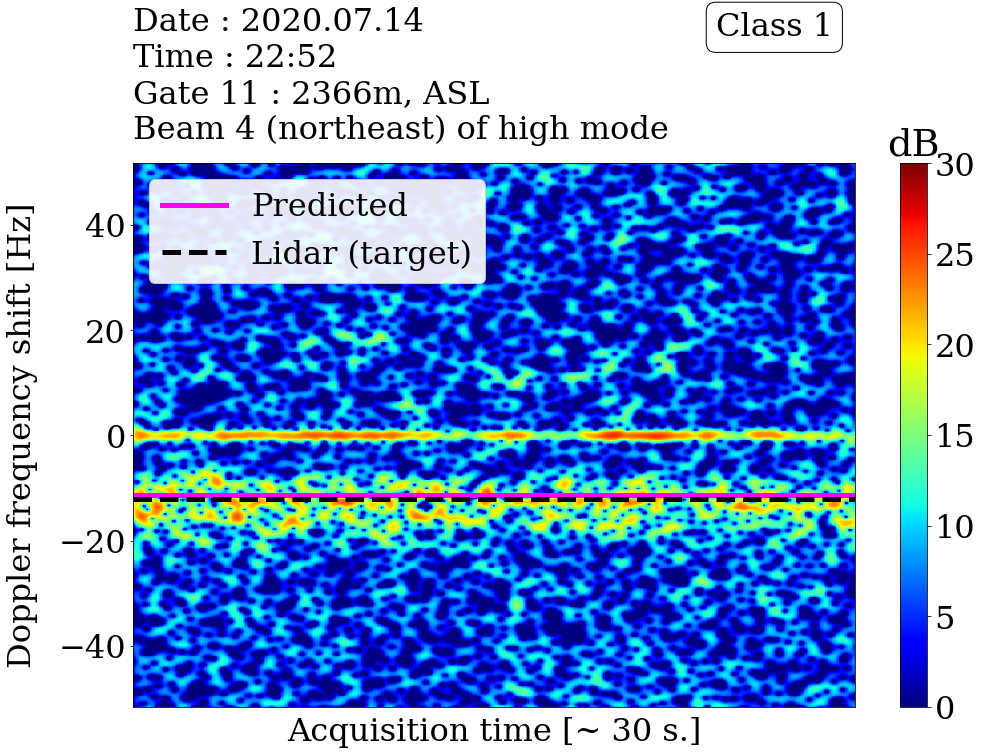 Date : 2020.07.14
Time : 22:52
Gate 11 : 2366m, ASL
Beam 4 (northeast) of high mode
Class 1
dB
Predicted
Lidar (target)
Doppler frequency shift [Hz]
40
20
0
−20
−40
30
25
20
15
10
5
0
Acquisition time [~ 30 s.]